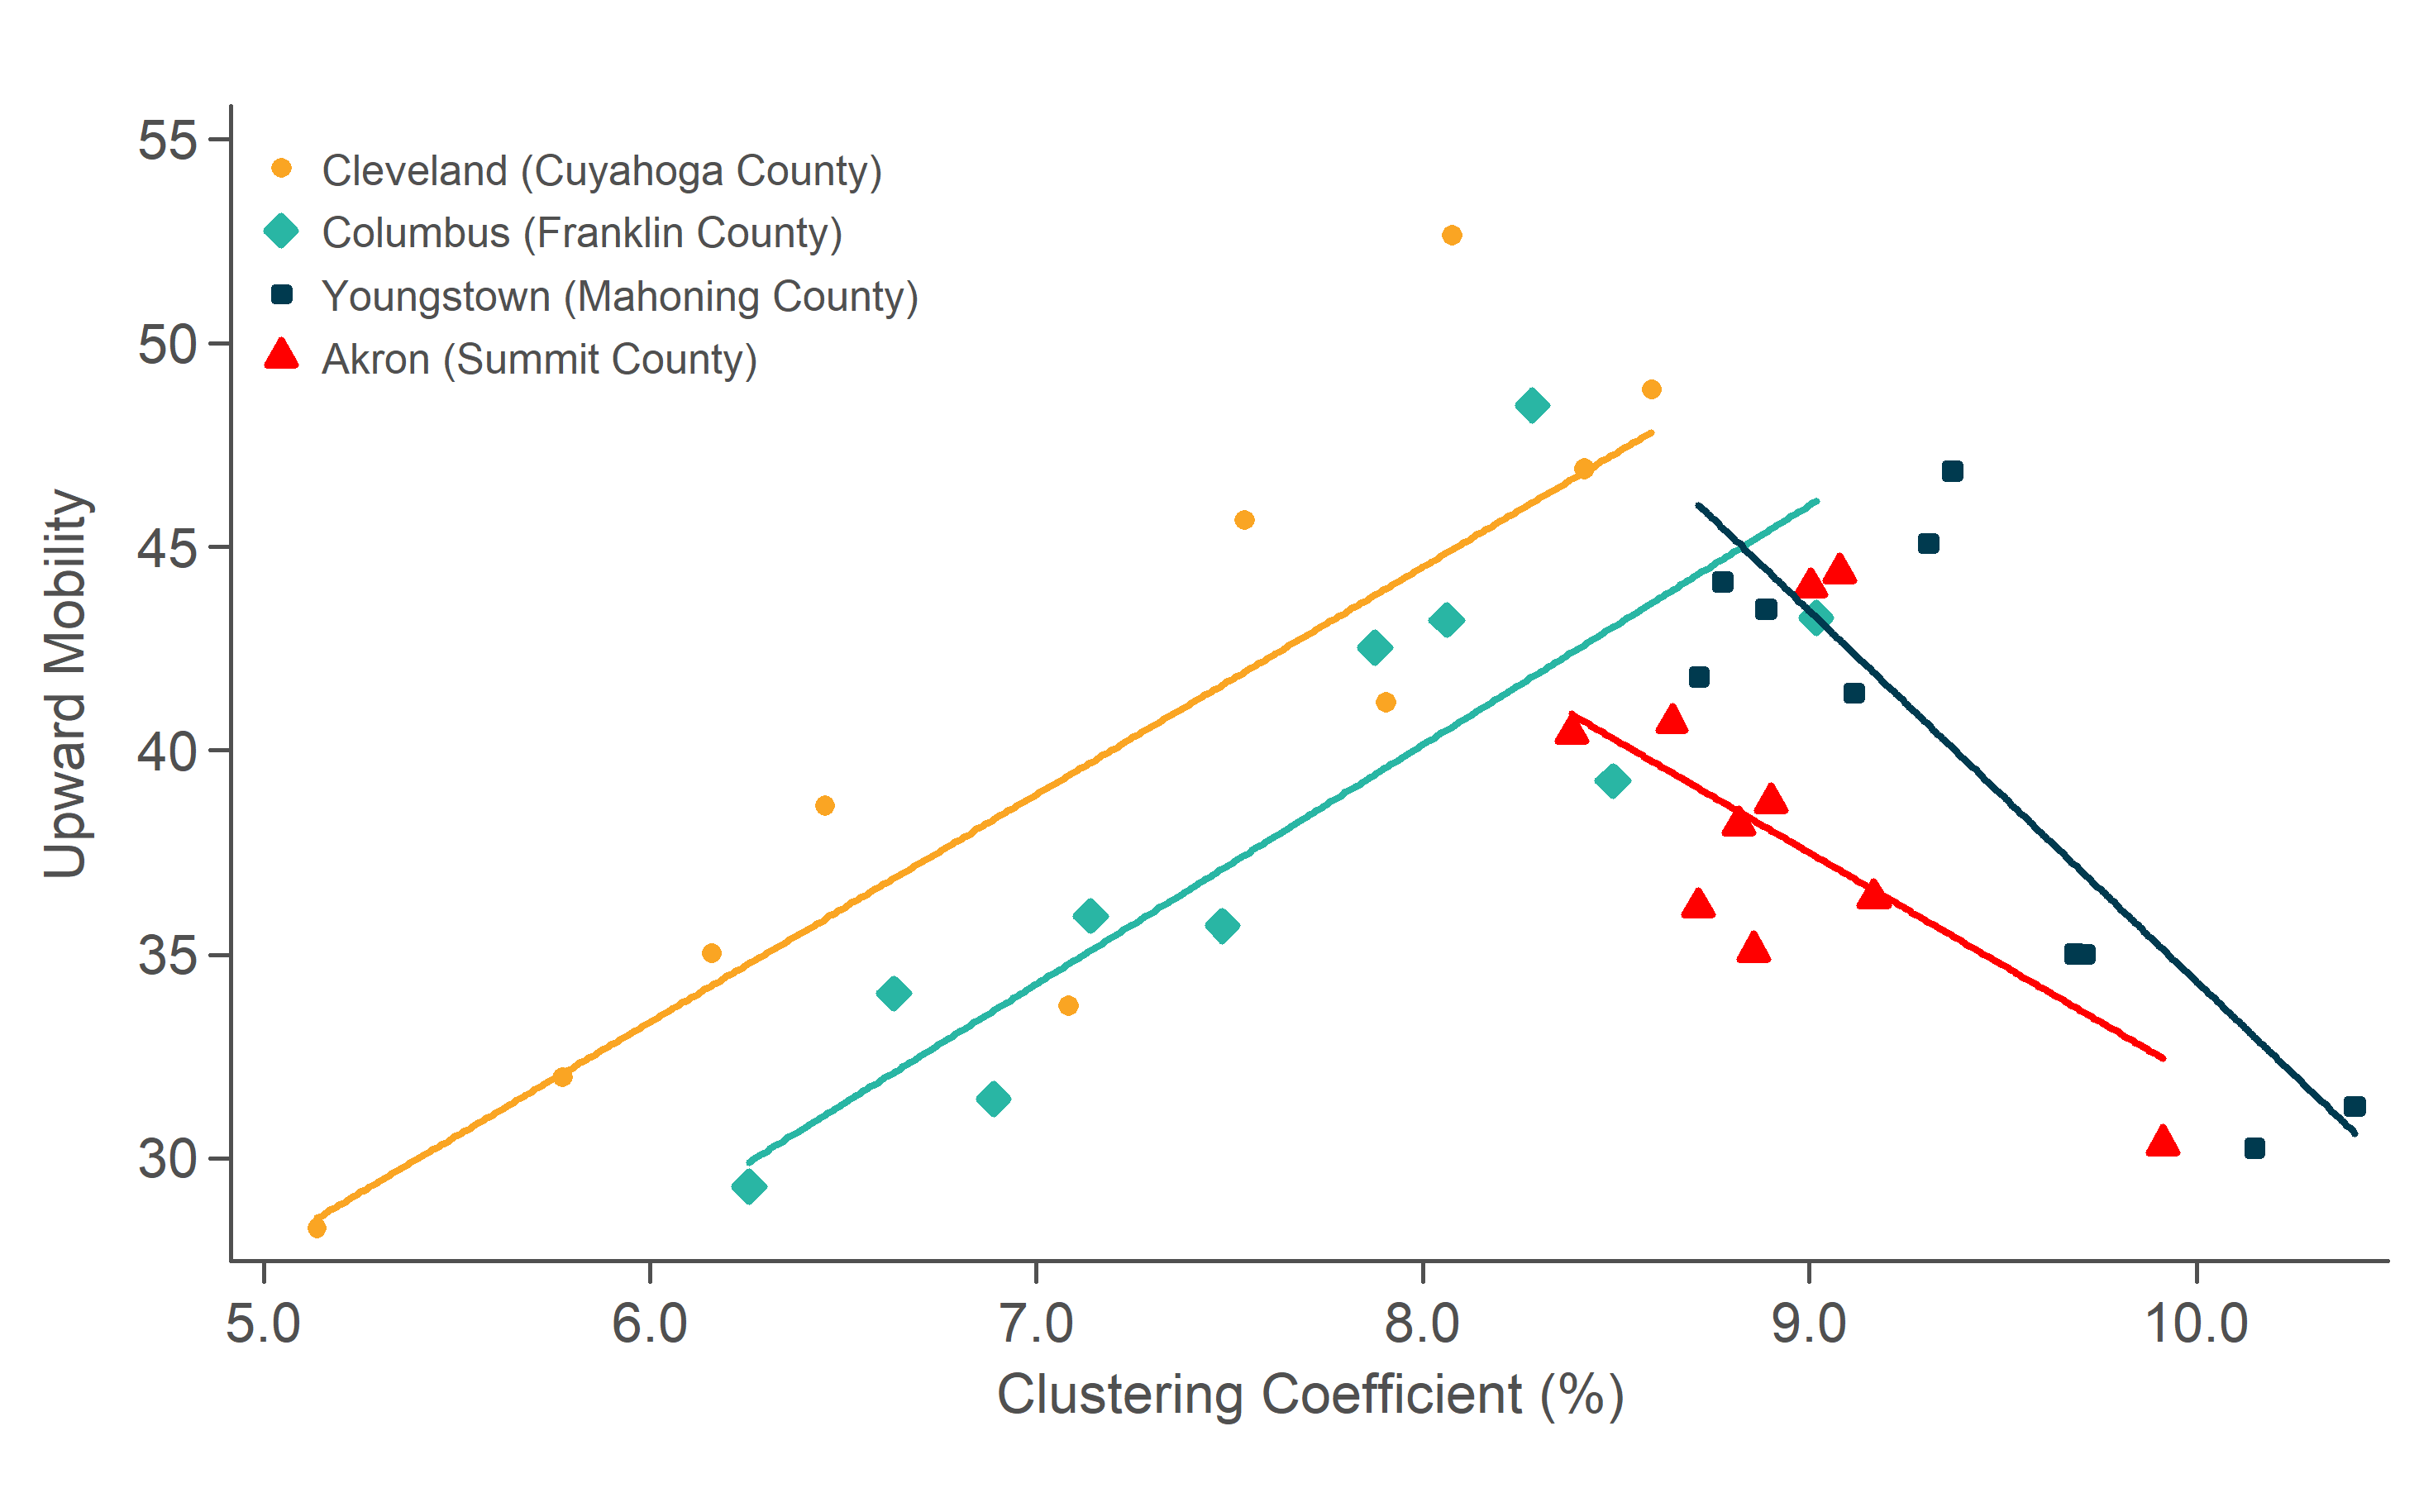 55
50
45
40
35
30
Upward Mobility
Cleveland (Cuyahoga County)
Columbus (Franklin County)
Youngstown (Mahoning County)
Akron (Summit County)
5.0 6.0 7.0 8.0 9.0 10.0
Clustering Coefficient (%)